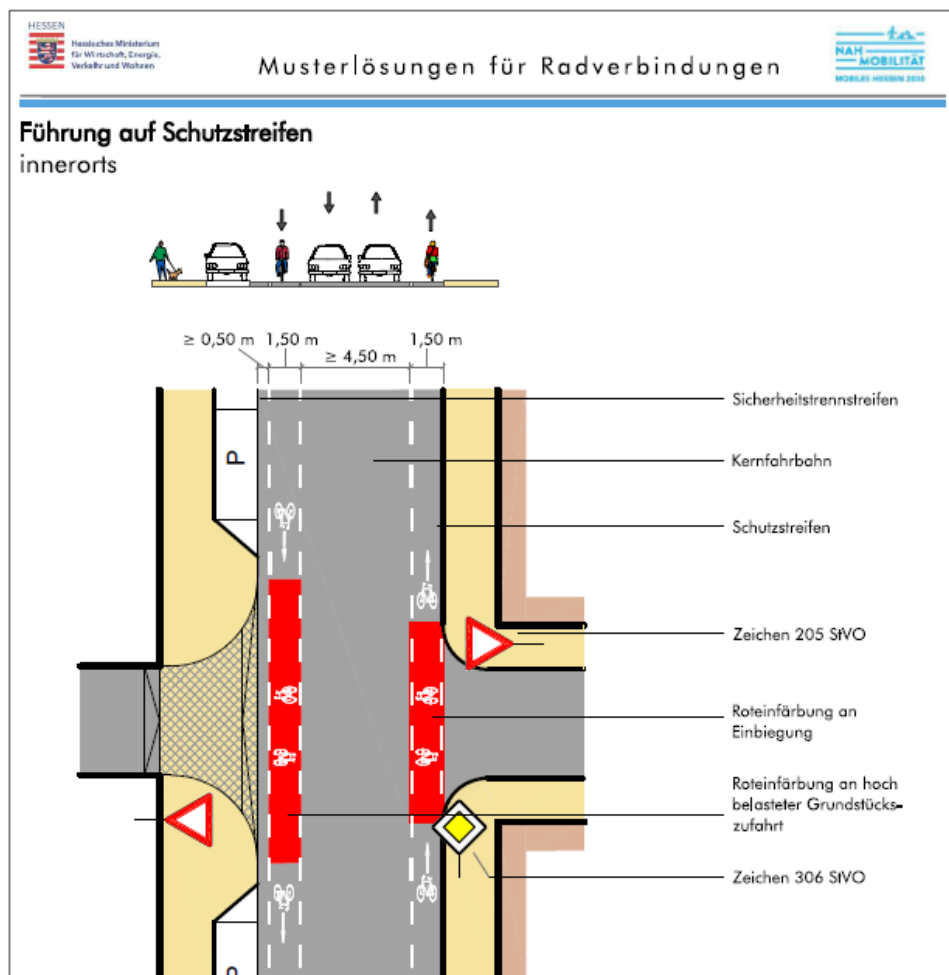 HESSEN
Hessisches Ministerium
für Wirtschaft, Energie,
Verkehr und Wohnen
Musterlösungen für Radverbindungen
NAH
MOBILITÄT
MOBILES HESSEN 2020
Führung auf Schutzstreifen
innerorts
≥ 0,50 m 1,50 m ≥ 4,50 m 1,50 m
Sicherheitstrennstreifen
P
Kernfahrbahn
Schutzstreifen
Zeichen 205 StVO
Roteinfärbung an
Einbiegung
Roteinfärbung an hoch
belasteter Grundstücks-
zufahrt
Zeichen 306 StVO
P